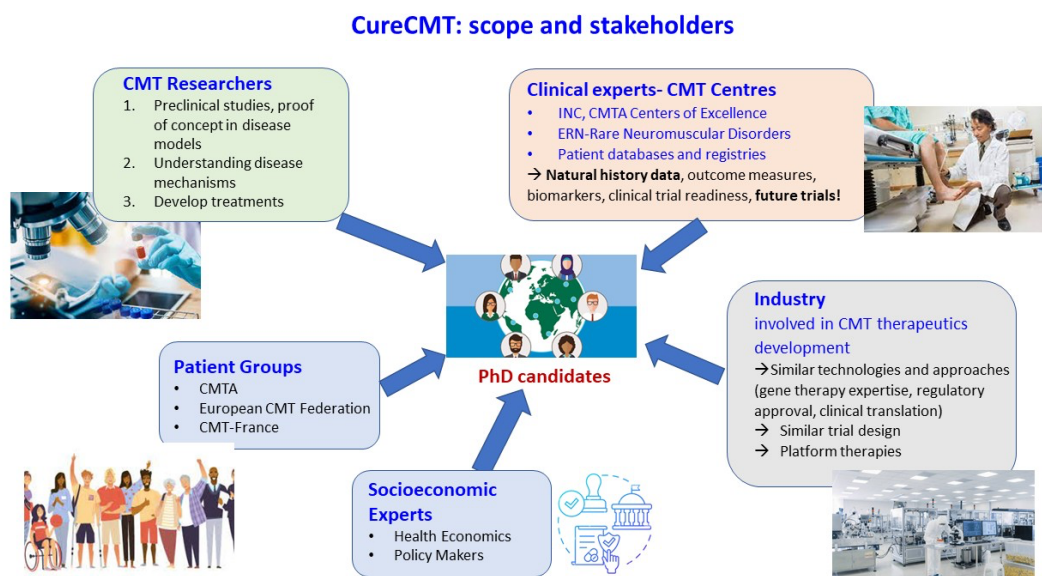 CureCMT: scope and stakeholders
CMT Researchers
1. Preclinical studies, proof
of concept in disease
models
2. Understanding disease
mechanisms
3. Develop treatments
Clinical experts- CMT Centres
• INC, CMTA Centers of Excellence
• ERN-Rare Neuromuscular Disorders
• Patient databases and registries
→ Natural history data, outcome measures,
biomarkers, clinical trial readiness, future trials!
PhD candidates
Patient Groups
• CMTA
• European CMT Federation
• CMT-France
Industry
involved in CMT therapeutics
development
→Similar technologies and approaches
(gene therapy expertise, regulatory
approval, clinical translation)
→ Similar trial design
→ Platform therapies
Socioeconomic
Experts
• Health Economics
• Policy Makers